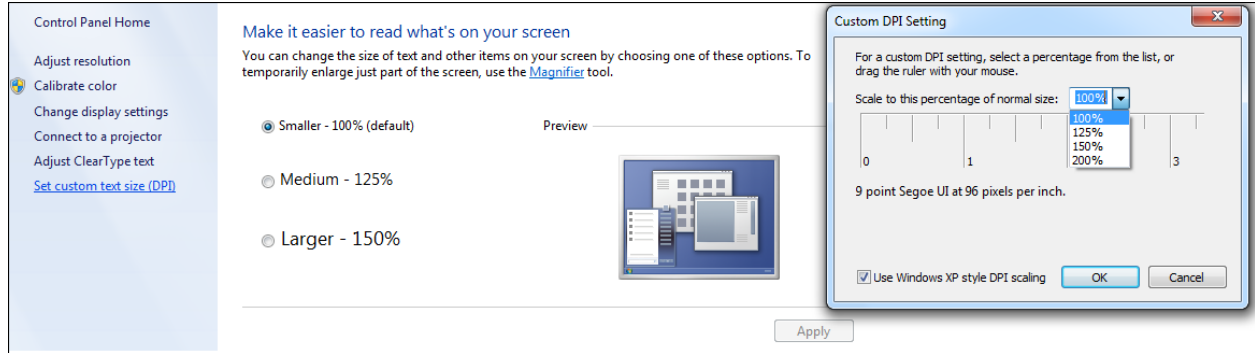 Control Panel Home
Adjust resolution
Calibrate color
Change display settings
Connect to a projector
Adjust ClearType text
Set custom text size (DPI)
Make it easier to read what's on your screen
You can change the size of text and other items on your screen by choosing one of these options. To
temporarily enlarge just part of the screen, use the Magnifier tool.
Smaller - 100% (default)
Preview
Medium - 125%
Larger - 150%
Apply
Custom DPI Setting
For a custom DPI setting, select a percentage from the list, or
drag the ruler with your mouse.
Scale to this percentage of normal size: 100%
100%
125%
150%
200%
0 1 3
9 point Segoe UI at 96 pixels per inch.
Use Windows XP style DPI scaling
OK Cancel